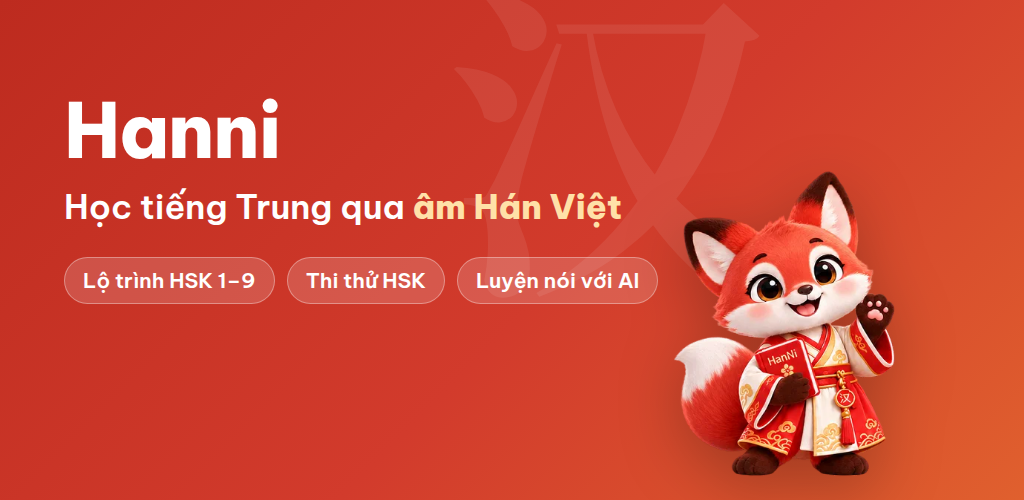 汉
Hanni
Học tiếng Trung qua âm Hán Việt
Lộ trình HSK 1–9
Thi thử HSK
Luyện nói với AI
HanNi
汉